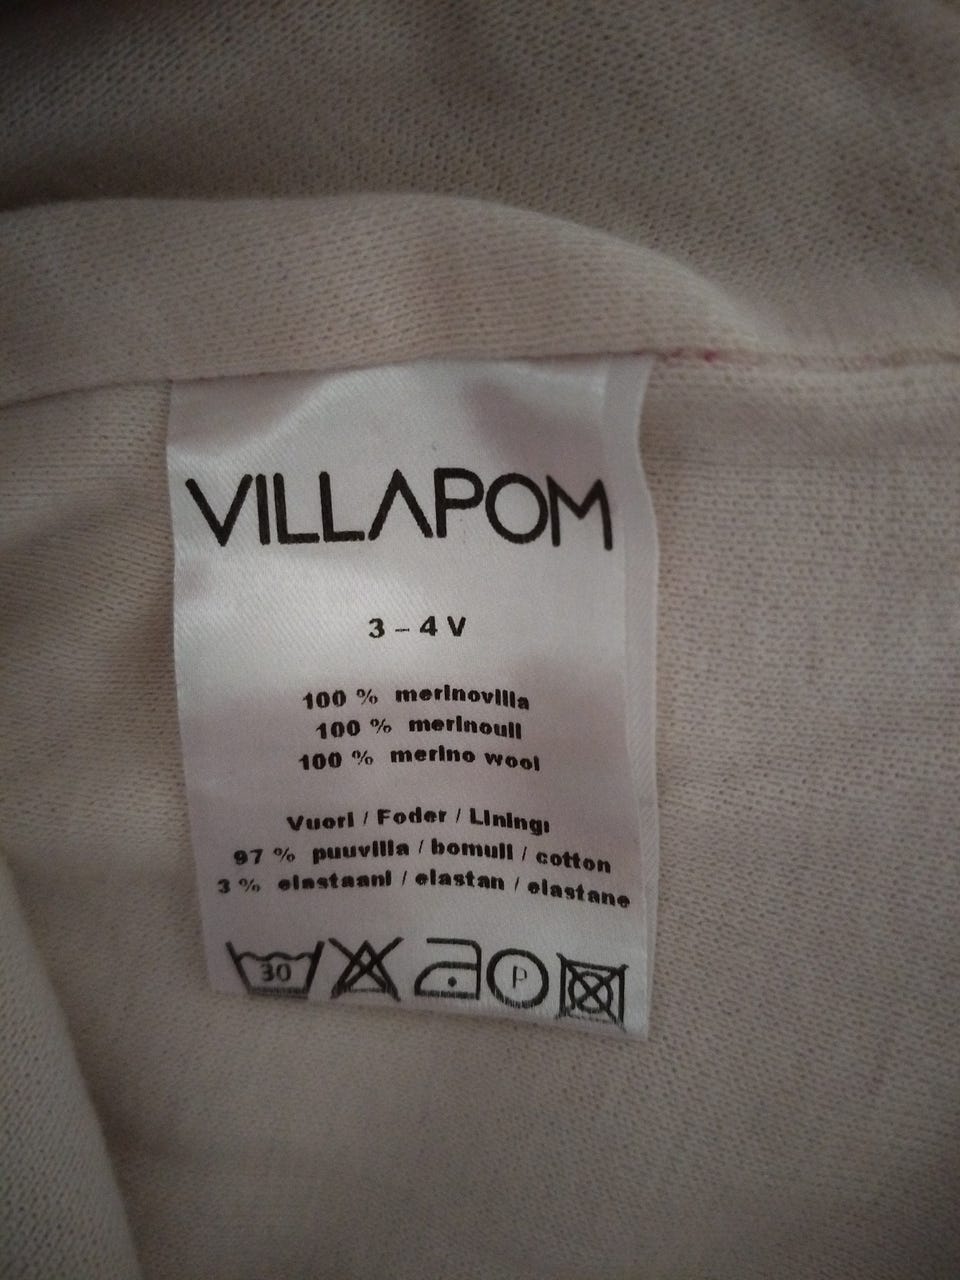 VILLAPOM
3 – 4 V
100 % merinovilla
100 % merinoull
100 % merino wool
Vuori / Foder / Lining:
97 % puuvilla / bomull / cotton
3 % elastaani / elastan / elastane
30 P